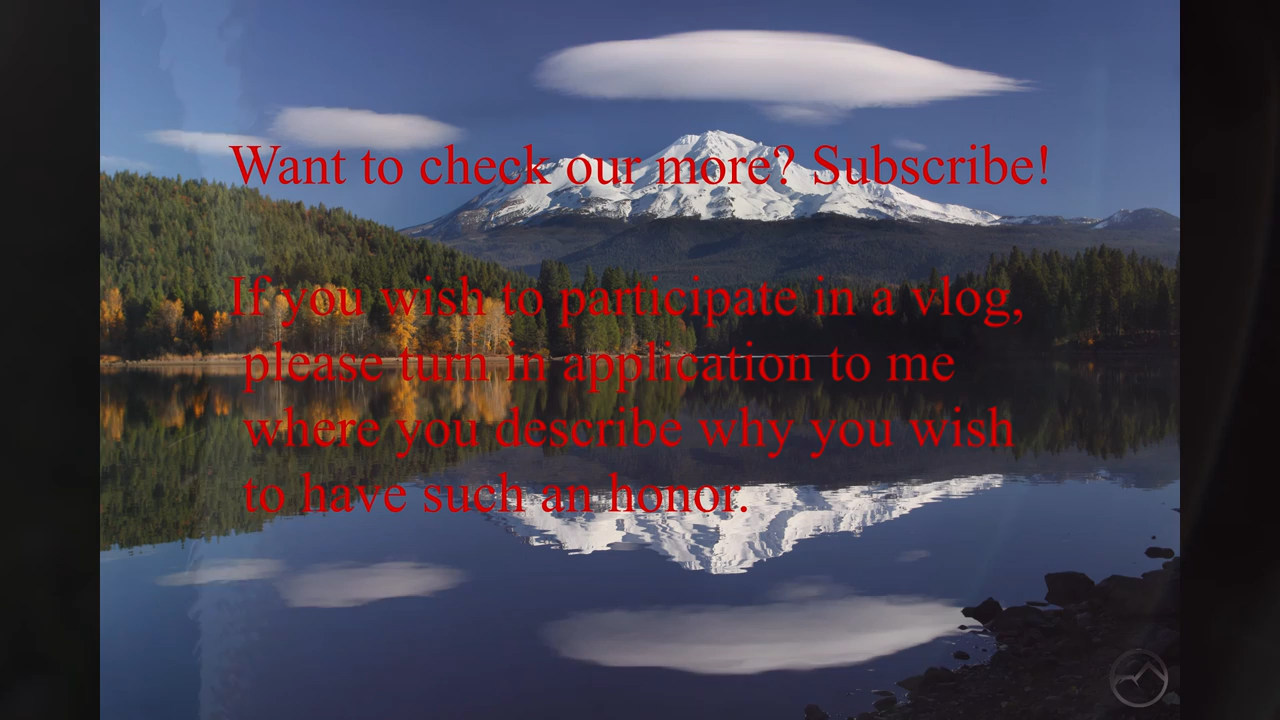 Want to check our more? Subscribe!
If you wish to participate in a vlog,
please turn in application to me
where you describe why you wish
to have such an honor.